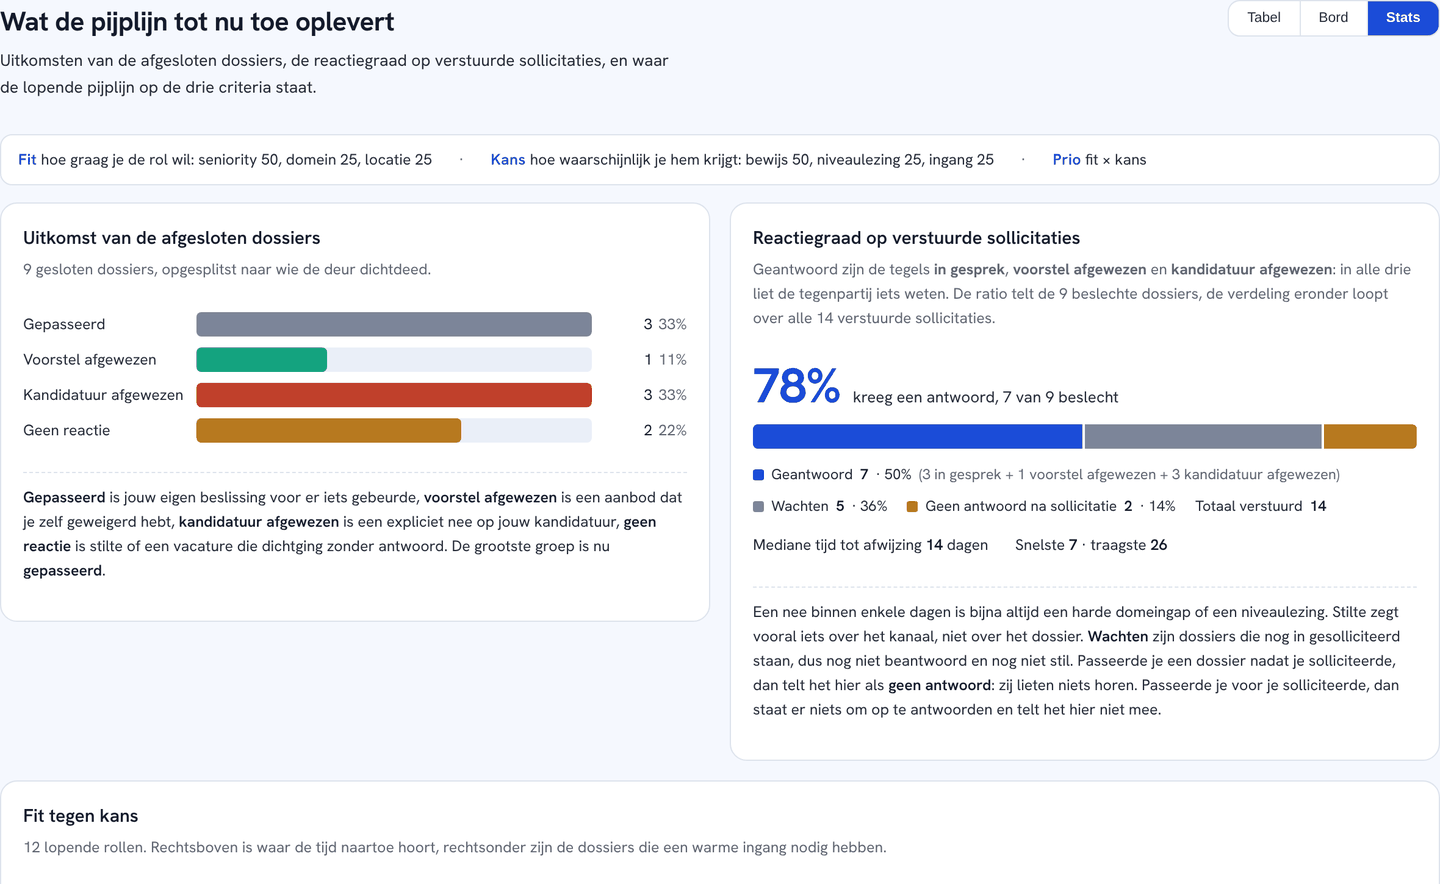 Wat de pijplijn tot nu toe oplevert
Tabel Bord Stats
Uitkomsten van de afgesloten dossiers, de reactiegraad op verstuurde sollicitaties, en waar
de lopende pijplijn op de drie criteria staat.
Fit hoe graag je de rol wil: seniority 50, domein 25, locatie 25 · Kans hoe waarschijnlijk je hem krijgt: bewijs 50, niveaulezing 25, ingang 25 · Prio fit × kans
Uitkomst van de afgesloten dossiers
9 gesloten dossiers, opgesplitst naar wie de deur dichtdeed.
Gepasseerd 3 33%
Voorstel afgewezen 1 11%
Kandidatuur afgewezen 3 33%
Geen reactie 2 22%
Gepasseerd is jouw eigen beslissing voor er iets gebeurde, voorstel afgewezen is een aanbod dat
je zelf geweigerd hebt, kandidatuur afgewezen is een expliciet nee op jouw kandidatuur, geen
reactie is stilte of een vacature die dichtging zonder antwoord. De grootste groep is nu
gepasseerd.
Reactiegraad op verstuurde sollicitaties
Geantwoord zijn de tegels in gesprek, voorstel afgewezen en kandidatuur afgewezen: in alle drie
liet de tegenpartij iets weten. De ratio telt de 9 beslechte dossiers, de verdeling eronder loopt
over alle 14 verstuurde sollicitaties.
78% kreeg een antwoord, 7 van 9 beslecht
Geantwoord 7 · 50% (3 in gesprek + 1 voorstel afgewezen + 3 kandidatuur afgewezen)
Wachten 5 · 36% Geen antwoord na sollicitatie 2 · 14% Totaal verstuurd 14
Mediane tijd tot afwijzing 14 dagen Snelste 7 · traagste 26
Een nee binnen enkele dagen is bijna altijd een harde domeingap of een niveaulezing. Stilte zegt
vooral iets over het kanaal, niet over het dossier. Wachten zijn dossiers die nog in gesolliciteerd
staan, dus nog niet beantwoord en nog niet stil. Passeerde je een dossier nadat je solliciteerde,
dan telt het hier als geen antwoord: zij lieten niets horen. Passeerde je voor je solliciteerde, dan
staat er niets om op te antwoorden en telt het hier niet mee.
Fit tegen kans
12 lopende rollen. Rechtsboven is waar de tijd naartoe hoort, rechtsonder zijn de dossiers die een warme ingang nodig hebben.